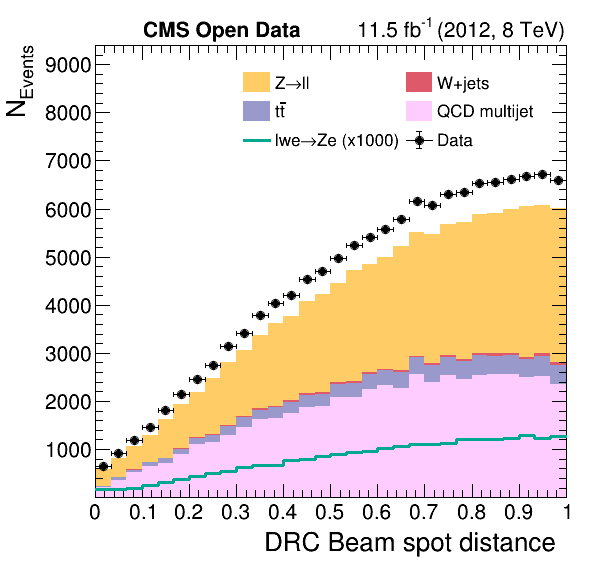 CMS Open Data 11.5 fb⁻¹ (2012, 8 TeV)
N_Events
Z→ll W+jets
tt̄ QCD multijet
lwe→Ze (x1000) Data
9000
8000
7000
6000
5000
4000
3000
2000
1000
0 0.1 0.2 0.3 0.4 0.5 0.6 0.7 0.8 0.9 1
DRC Beam spot distance